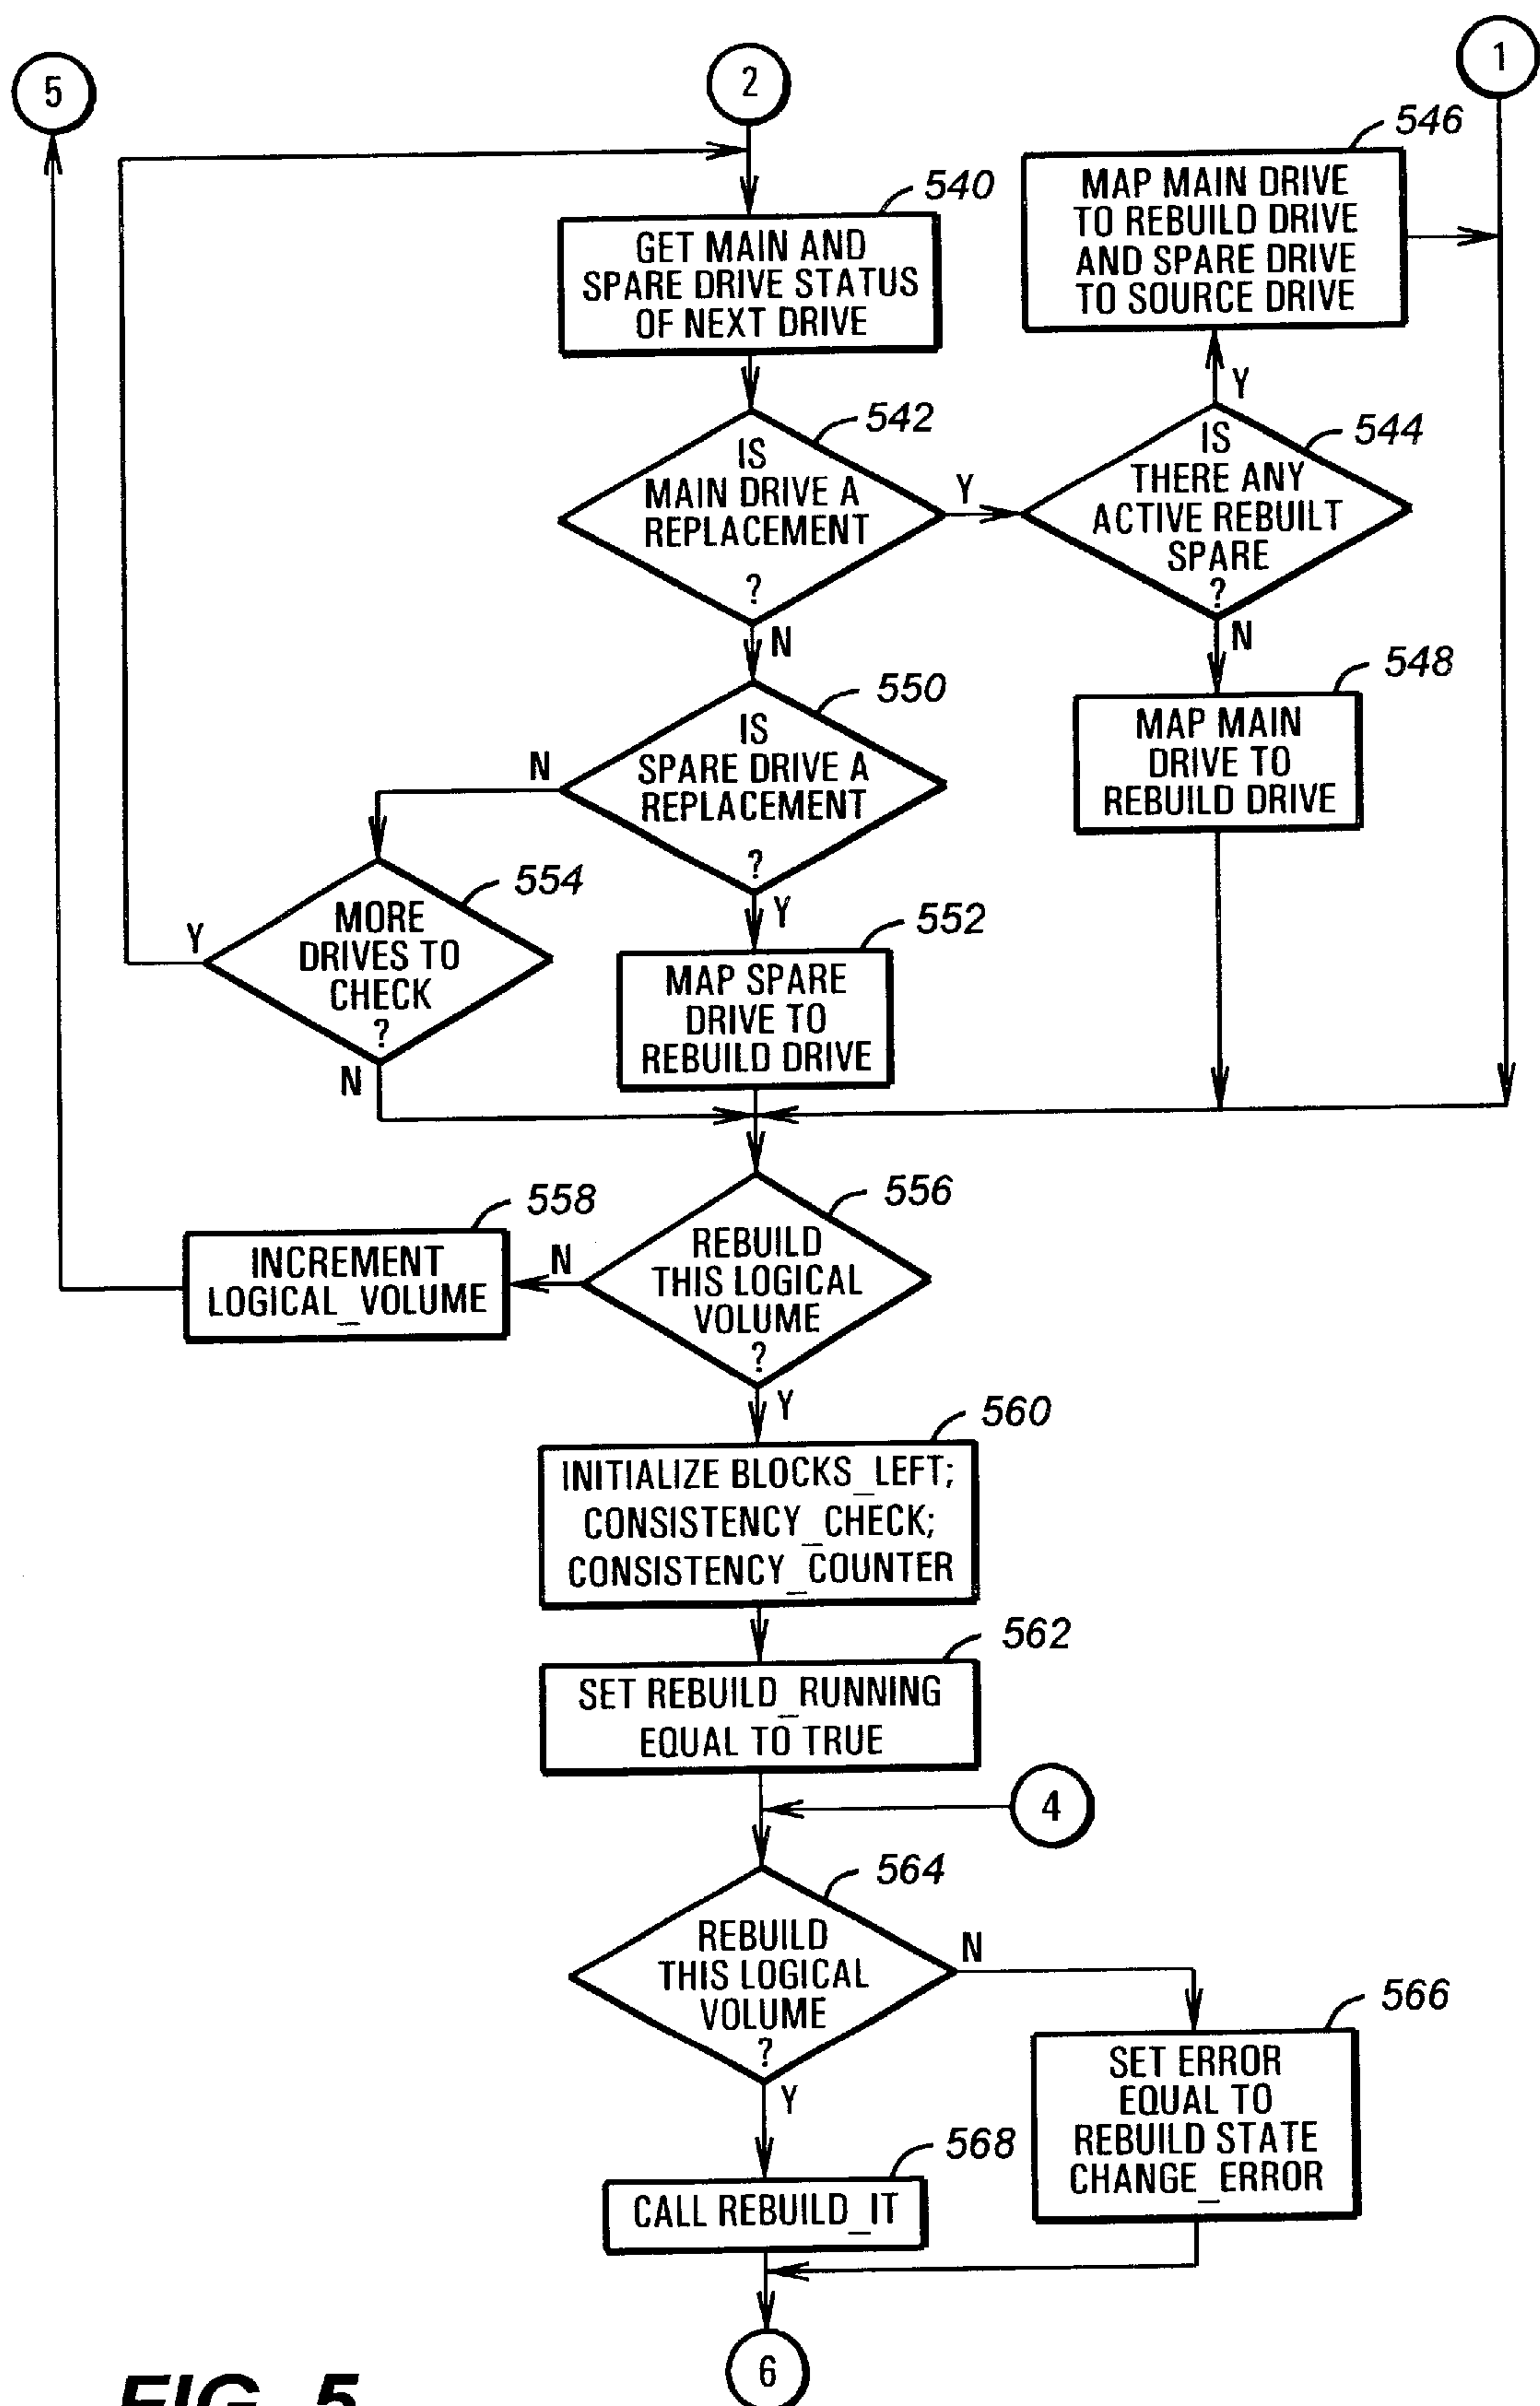 5
2
1
546
MAP MAIN DRIVE
TO REBUILD DRIVE
AND SPARE DRIVE
TO SOURCE DRIVE
540
GET MAIN AND
SPARE DRIVE STATUS
OF NEXT DRIVE
Y
542
IS
MAIN DRIVE A
REPLACEMENT
?
Y
544
IS
THERE ANY
ACTIVE REBUILT
SPARE
?
N
N
548
MAP MAIN
DRIVE TO
REBUILD DRIVE
550
IS
SPARE DRIVE A
REPLACEMENT
?
N
Y
554
MORE
DRIVES TO
CHECK
?
Y
N
552
MAP SPARE
DRIVE TO
REBUILD DRIVE
556
REBUILD
THIS LOGICAL
VOLUME
?
N
558
INCREMENT
LOGICAL_VOLUME
Y
560
INITIALIZE BLOCKS_LEFT;
CONSISTENCY_CHECK;
CONSISTENCY_COUNTER
562
SET REBUILD_RUNNING
EQUAL TO TRUE
4
564
REBUILD
THIS LOGICAL
VOLUME
?
N
566
SET ERROR
EQUAL TO
REBUILD STATE
CHANGE_ERROR
Y
568
CALL REBUILD_IT
6
FIG. 5